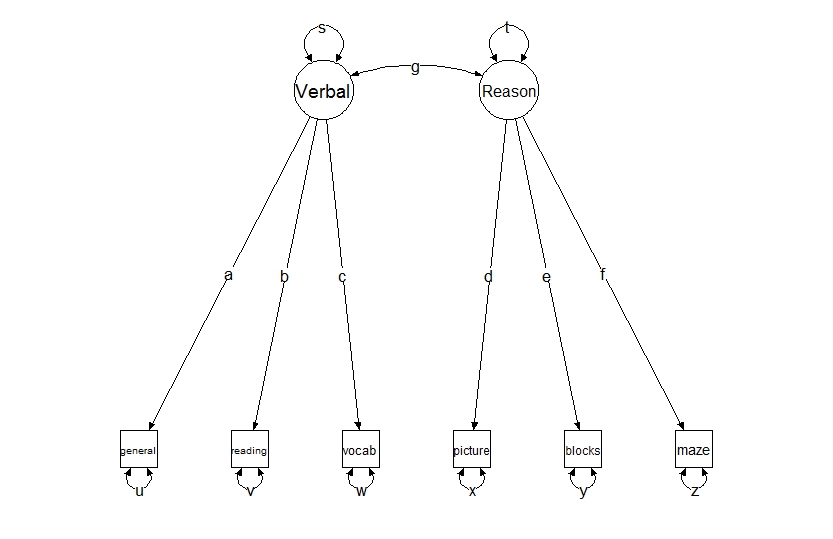 s t
g
Verbal Reason
a b c d e f
general reading vocab picture blocks maze
u v w x y z